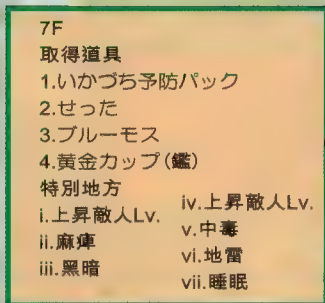 7F
取得道具
1.いかづち予防パック
2.せった
3.ブルーモス
4.黄金カップ(鑑)
特別地方
i.上昇敵人Lv.
ii.麻痺
iii.黑暗
iv.上昇敵人Lv.
v.中毒
vi.地雷
vii.睡眠